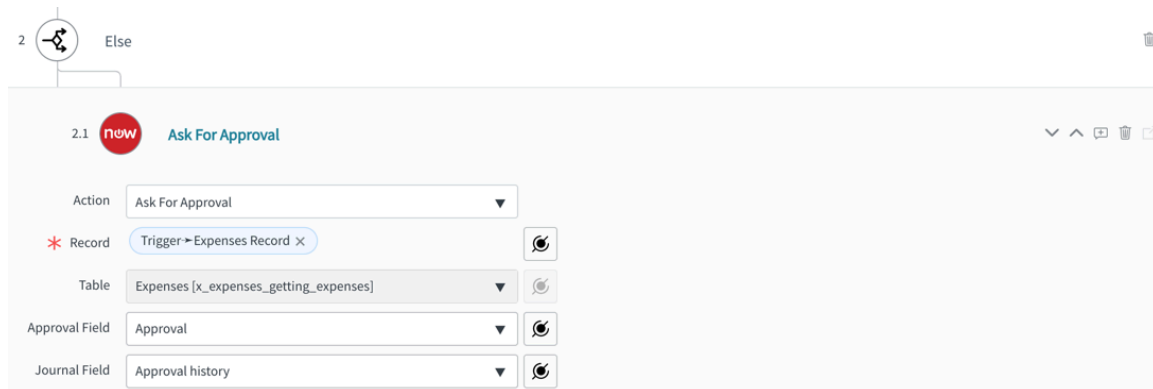 2 Else
2.1 now Ask For Approval
Action Ask For Approval
* Record Trigger➛Expenses Record ×
Table Expenses [x_expenses_getting_expenses]
Approval Field Approval
Journal Field Approval history